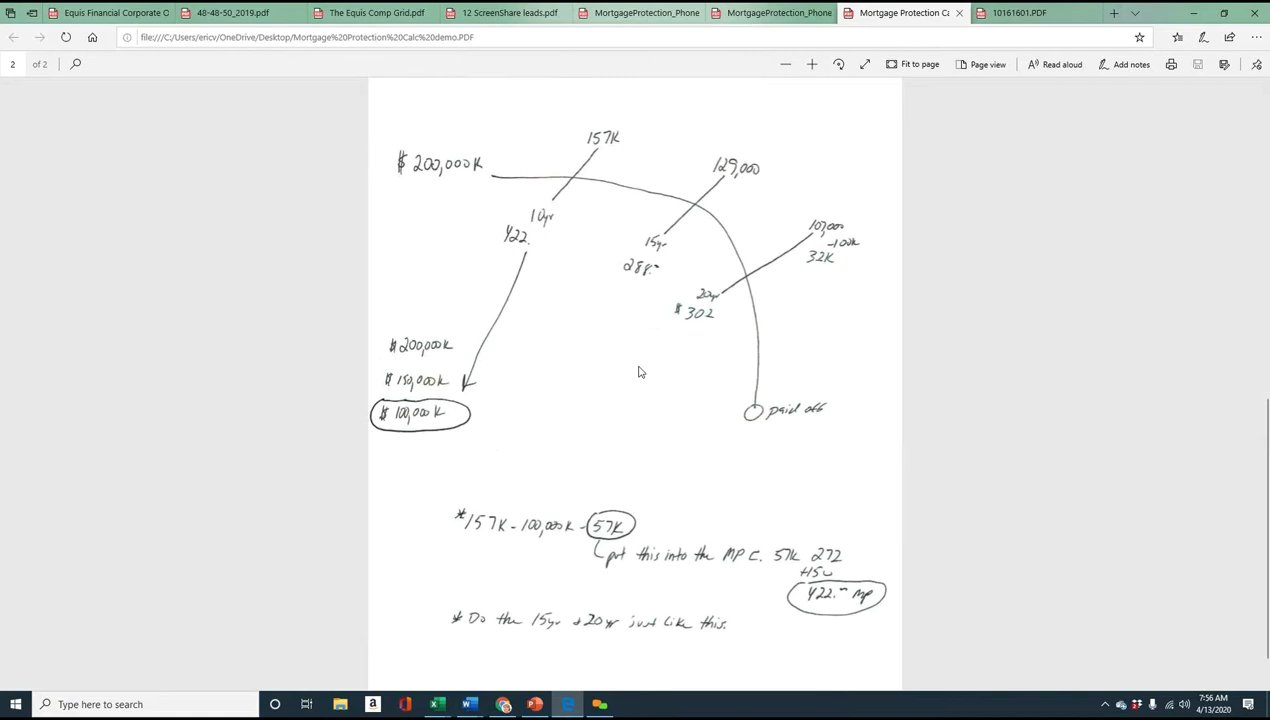 Equis Financial Corporate O
48-48-50_2019.pdf
The Equis Comp Grid.pdf
12 ScreenShare leads.pdf
MortgageProtection_Phone
MortgageProtection_Phone
Mortgage Protection Ca
10161601.PDF
file:///C:/Users/ericv/OneDrive/Desktop/Mortgage%20Protection%20Calc%20demo.PDF
2 of 2
Fit to page
Page view
Read aloud
Add notes
157K
$ 200,000K
129,000
10yr
422.
107,000
-100K
32K
15yr
288.
20yr
$ 302
$200,000K
$150,000K
$100,000K
paid off
*157K - 100,000K - 57K
put this into the MPC. 57K 272
+150
422.00 MP
* Do the 15yr & 20yr just like this.
Type here to search
7:56 AM
4/13/2020